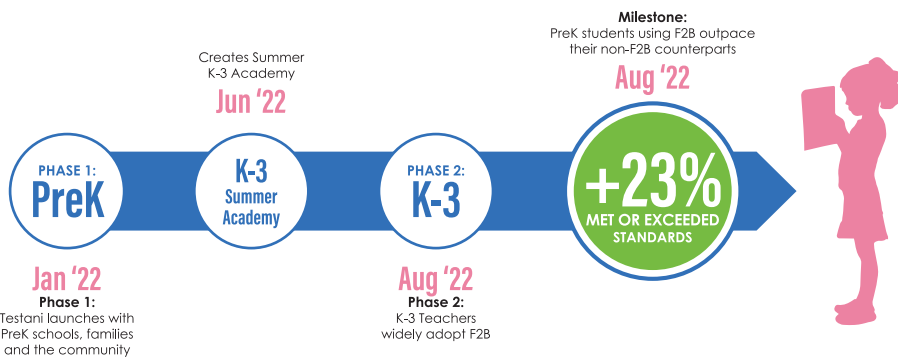 PHASE 1:
PreK
Jan ‘22
Phase 1:
Testani launches with
PreK schools, families
and the community
Creates Summer
K-3 Academy
Jun ‘22
K-3
Summer
Academy
PHASE 2:
K-3
Aug ‘22
Phase 2:
K-3 Teachers
widely adopt F2B
Milestone:
PreK students using F2B outpace
their non-F2B counterparts
Aug ‘22
+23%
MET OR EXCEEDED
STANDARDS